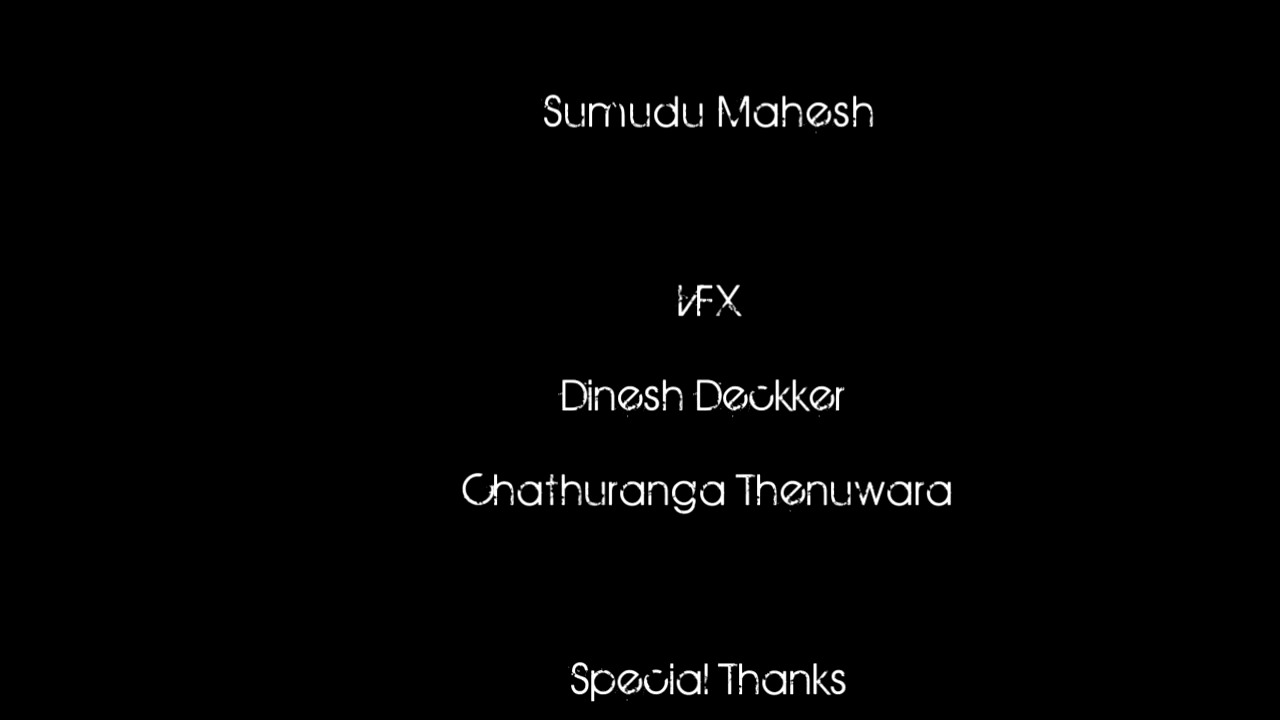 Sumudu Mahesh
VFX
Dinesh Deckker
Chathuranga Thenuwara
Special Thanks